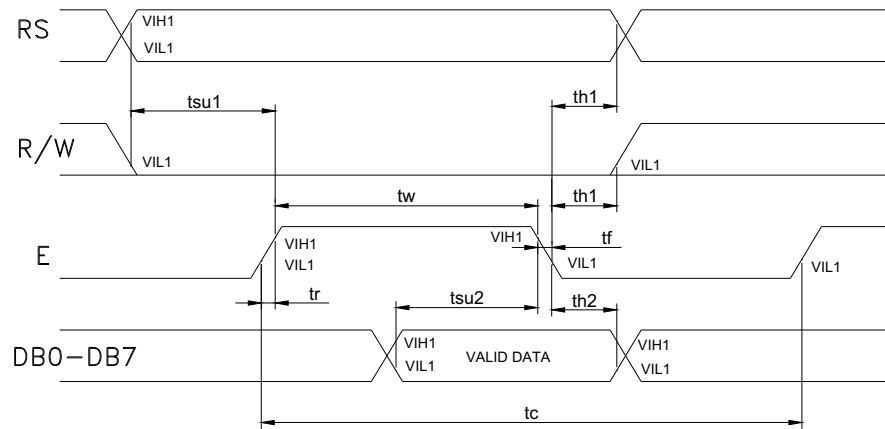 RS
VIH1
VIL1
tsu1
th1
R/W
VIL1
VIL1
tw
th1
E
VIH1
VIL1
VIH1
tf
VIL1
VIL1
tr
tsu2
th2
DB0-DB7
VIH1
VIL1
VALID DATA
VIH1
VIL1
tc